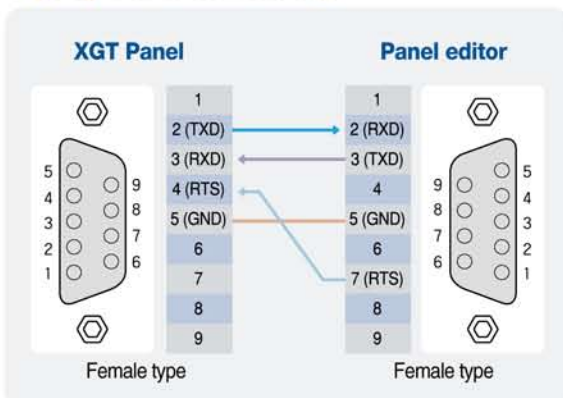 XGT Panel
Panel editor
1
2 (TXD)
3 (RXD)
4 (RTS)
5 (GND)
6
7
8
9
1
2 (RXD)
3 (TXD)
4
5 (GND)
6
7 (RTS)
8
9
5
4
3
2
1
9
8
7
6
9
8
7
6
5
4
3
2
1
Female type
Female type